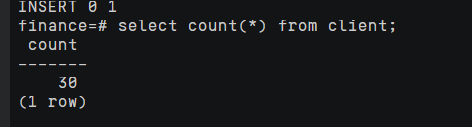 INSERT 0 1
finance=# select count(*) from client;
count
-------
30
(1 row)